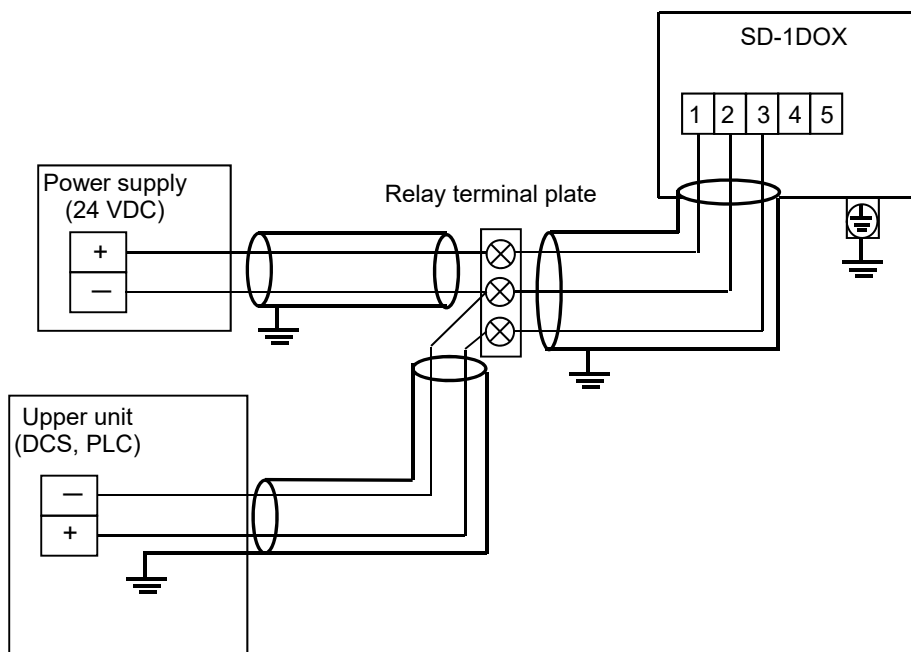 SD-1DOX
1 2 3 4 5
Power supply
(24 VDC)
+
—
Relay terminal plate
Upper unit
(DCS, PLC)
—
+